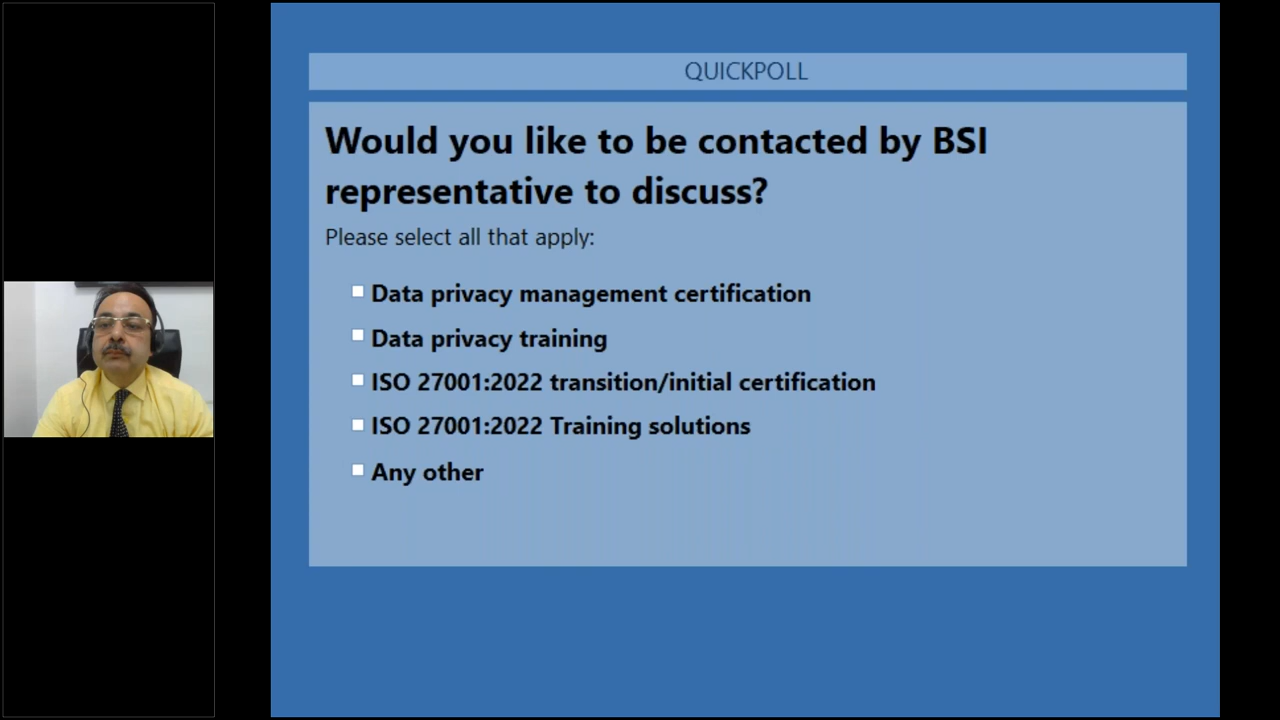 QUICKPOLL
Would you like to be contacted by BSI
representative to discuss?
Please select all that apply:
Data privacy management certification
Data privacy training
ISO 27001:2022 transition/initial certification
ISO 27001:2022 Training solutions
Any other